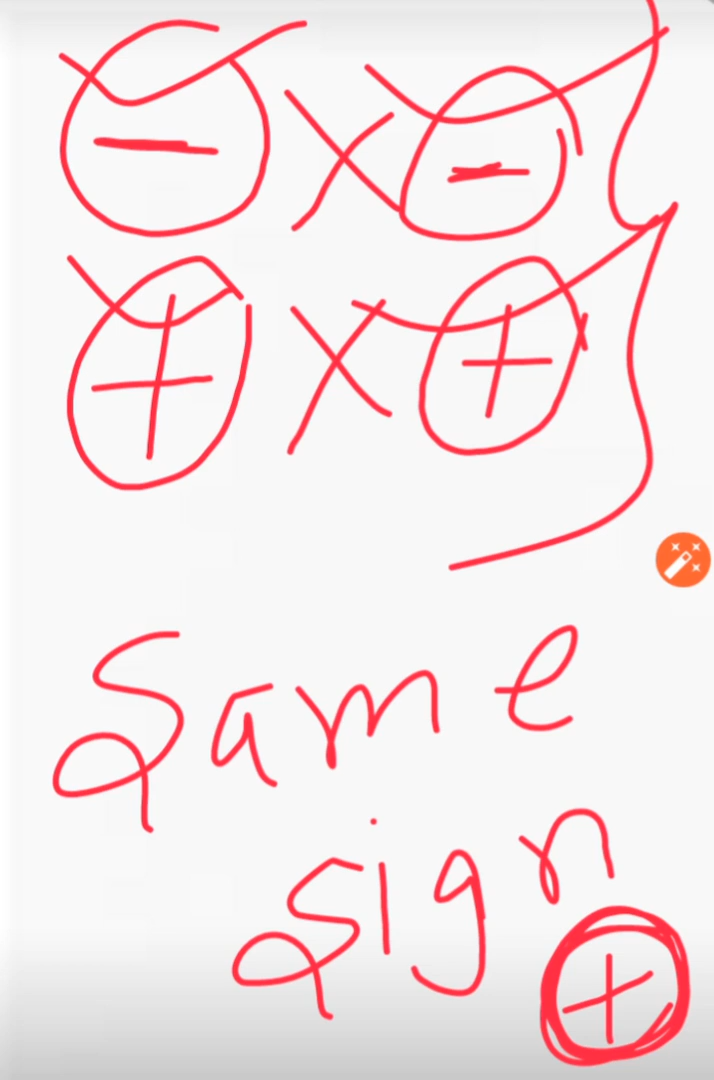 - × -
+ × +
Same
sign +